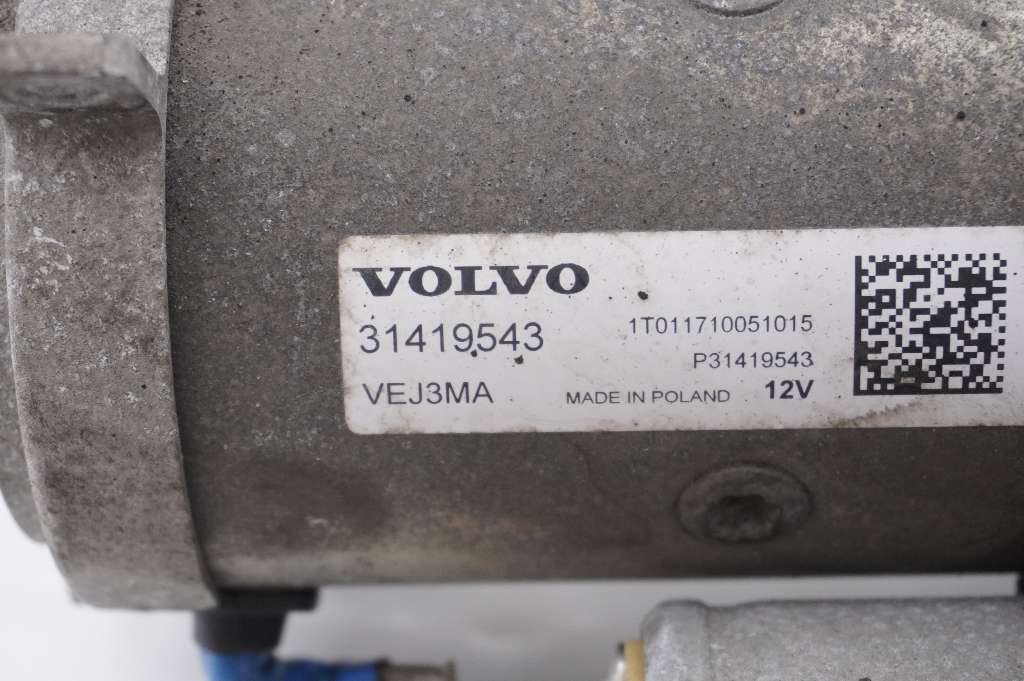 VOLVO
31419543
1T011710051015
P31419543
VEJ3MA
MADE IN POLAND 12V